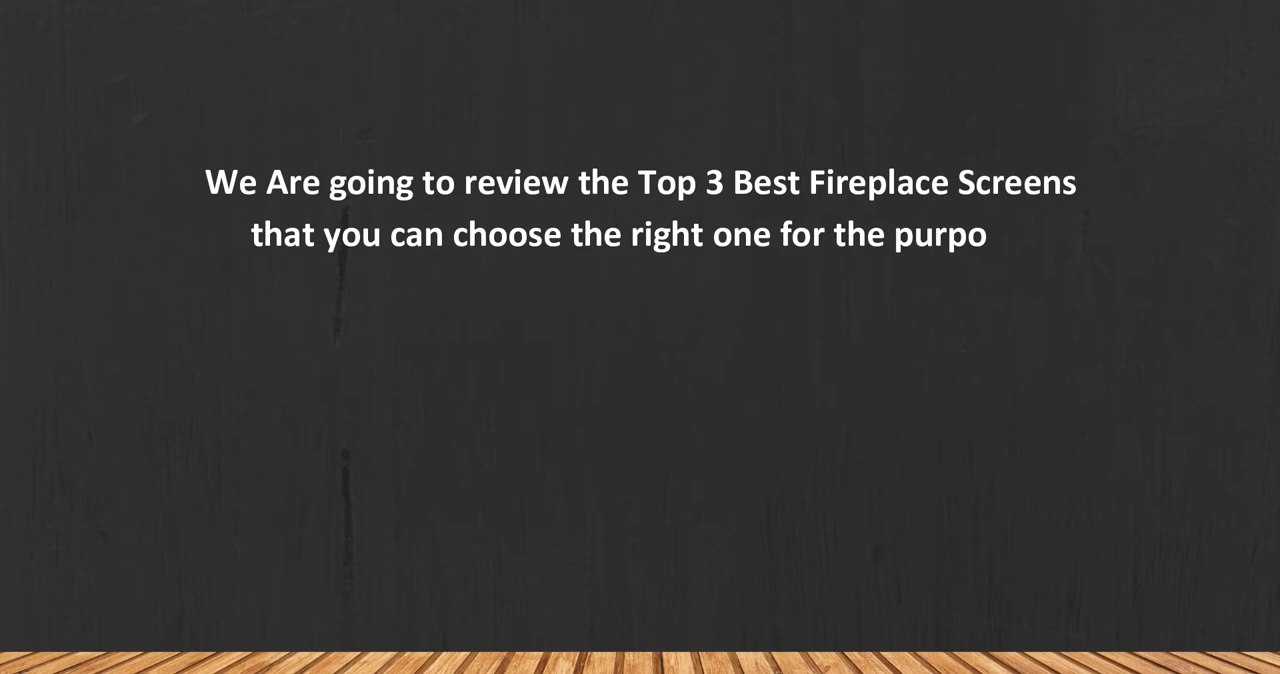 We Are going to review the Top 3 Best Fireplace Screens
that you can choose the right one for the purpo